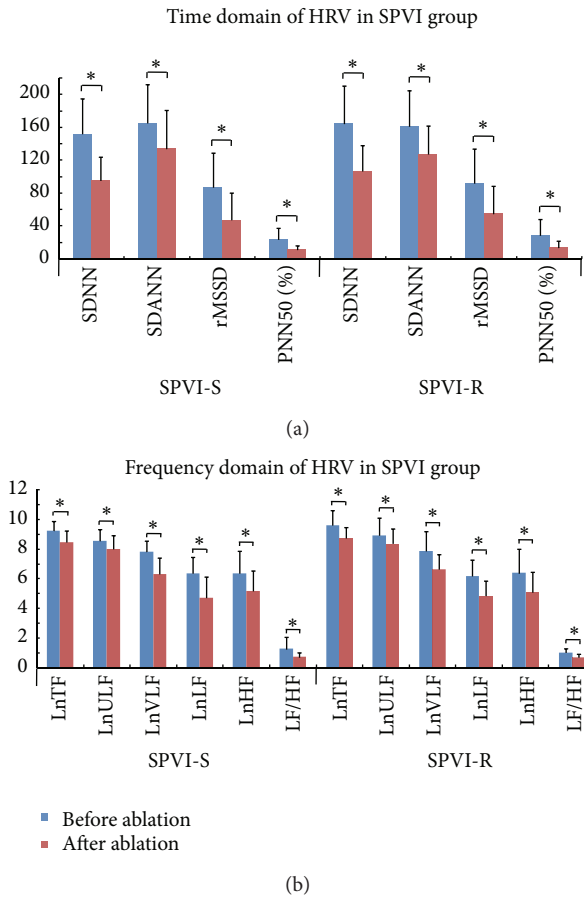 Time domain of HRV in SPVI group
200
160
120
80
40
0
* * * * * * * *
SDNN
SDANN
rMSSD
PNN50 (%)
SDNN
SDANN
rMSSD
PNN50 (%)
SPVI-S SPVI-R
(a)
Frequency domain of HRV in SPVI group
12
10
8
6
4
2
0
* * * * * * * * * * * *
LnTF
LnULF
LnVLF
LnLF
LnHF
LF/HF
LnTF
LnULF
LnVLF
LnLF
LnHF
LF/HF
SPVI-S SPVI-R
Before ablation
After ablation
(b)